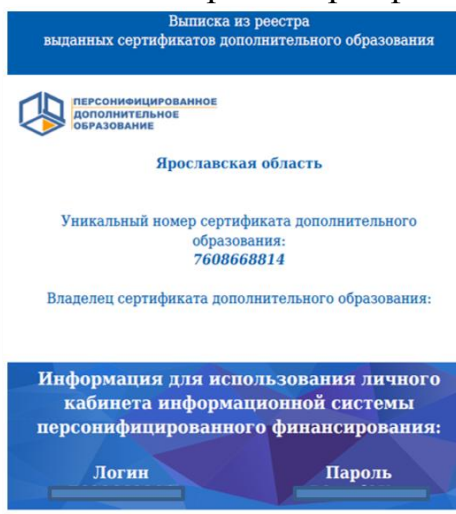 Выписка из реестра
выданных сертификатов дополнительного образования
ПЕРСОНИФИЦИРОВАННОЕ
ДОПОЛНИТЕЛЬНОЕ
ОБРАЗОВАНИЕ
Ярославская область
Уникальный номер сертификата дополнительного
образования:
7608668814
Владелец сертификата дополнительного образования:
Информация для использования личного
кабинета информационной системы
персонифицированного финансирования:
Логин Пароль